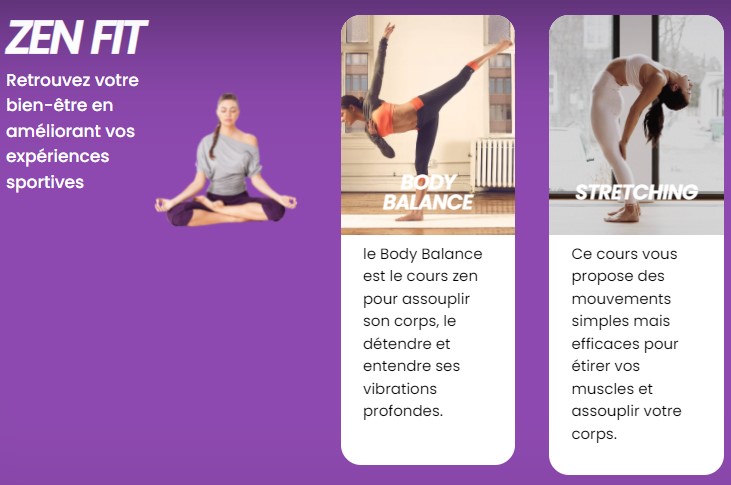 ZEN FIT
Retrouvez votre
bien-être en
améliorant vos
expériences
sportives
BODY
BALANCE
le Body Balance
est le cours zen
pour assouplir
son corps, le
détendre et
entendre ses
vibrations
profondes.
STRETCHING
Ce cours vous
propose des
mouvements
simples mais
efficaces pour
étirer vos
muscles et
assouplir votre
corps.